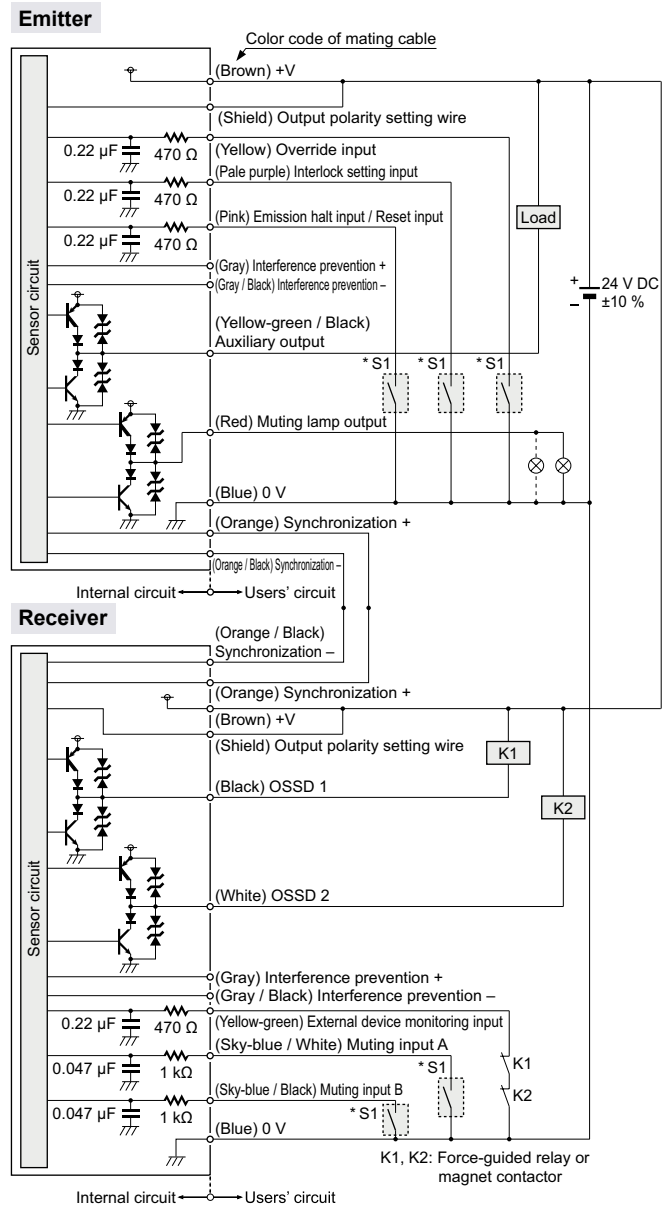 Emitter
Color code of mating cable
(Brown) +V
(Shield) Output polarity setting wire
0.22 µF
470 Ω
(Yellow) Override input
(Pale purple) Interlock setting input
0.22 µF
470 Ω
(Pink) Emission halt input / Reset input
0.22 µF
470 Ω
Load
(Gray) Interference prevention +
(Gray / Black) Interference prevention –
+
–
24 V DC
±10 %
Sensor circuit
(Yellow-green / Black)
Auxiliary output
* S1
* S1
* S1
(Red) Muting lamp output
(Blue) 0 V
(Orange) Synchronization +
(Orange / Black) Synchronization –
Internal circuit
Users' circuit
Receiver
(Orange / Black)
Synchronization –
(Orange) Synchronization +
(Brown) +V
(Shield) Output polarity setting wire
K1
(Black) OSSD 1
K2
Sensor circuit
(White) OSSD 2
(Gray) Interference prevention +
(Gray / Black) Interference prevention –
0.22 µF
470 Ω
(Yellow-green) External device monitoring input
(Sky-blue / White) Muting input A
0.047 µF
1 kΩ
* S1
K1
(Sky-blue / Black) Muting input B
K2
0.047 µF
1 kΩ
* S1
(Blue) 0 V
K1, K2: Force-guided relay or
magnet contactor
Internal circuit
Users' circuit